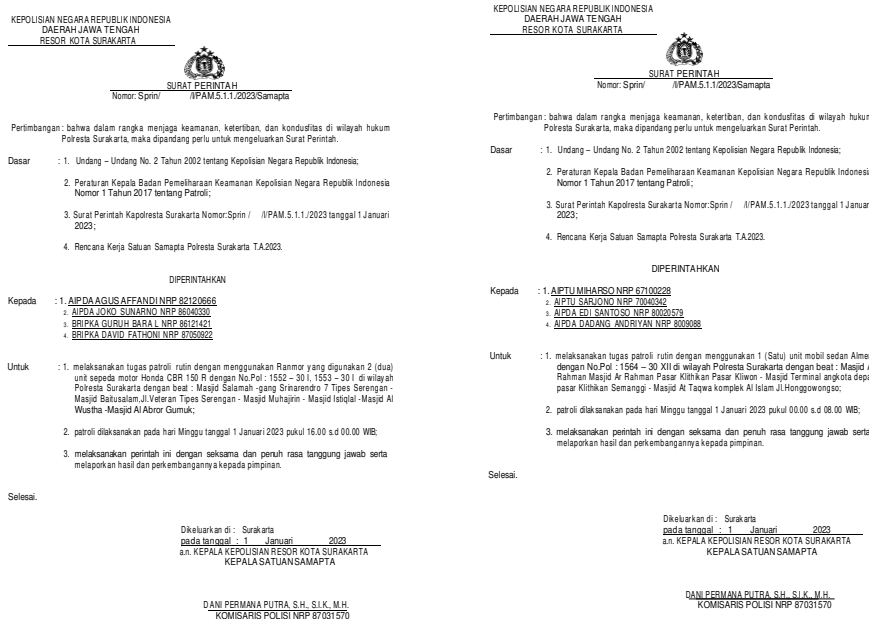 KEPOLISIAN NEGARA REPUBLIK INDONESIA
DAERAH JAWA TENGAH
RESOR KOTA SURAKARTA
SURAT PERINTAH
Nomor: Sprin/ /I/PAM.5.1.1./2023/Samapta
Pertimbangan : bahwa dalam rangka menjaga keamanan, ketertiban, dan kondusfitas di wilayah hukum
Polresta Surakarta, maka dipandang perlu untuk mengeluarkan Surat Perintah.
Dasar : 1. Undang – Undang No. 2 Tahun 2002 tentang Kepolisian Negara Republik Indonesia;
2. Peraturan Kepala Badan Pemeliharaan Keamanan Kepolisian Negara Republik Indonesia
Nomor 1 Tahun 2017 tentang Patroli;
3. Surat Perintah Kapolresta Surakarta Nomor:Sprin / /I/PAM.5.1.1./2023 tanggal 1 Januari
2023;
4. Rencana Kerja Satuan Samapta Polresta Surakarta T.A.2023.
DIPERINTAHKAN
Kepada : 1. AIPDA AGUS AFFANDI NRP 82120666
2. AIPDA JOKO SUNARNO NRP 86040330
3. BRIPKA GURUH BARA L NRP 86121421
4. BRIPKA DAVID FATHONI NRP 87050922
Untuk : 1. melaksanakan tugas patroli rutin dengan menggunakan Ranmor yang digunakan 2 (dua)
unit sepeda motor Honda CBR 150 R dengan No.Pol : 1552 – 30 I, 1553 – 30 I di wilayah
Polresta Surakarta dengan beat : Masjid Salamah -gang Srinarendro 7 Tipes Serengan -
Masjid Baitusalam,Jl.Veteran Tipes Serengan - Masjid Muhajirin - Masjid Istiqlal -Masjid Al
Wustha -Masjid Al Abror Gumuk;
2. patroli dilaksanakan pada hari Minggu tanggal 1 Januari 2023 pukul 16.00 s.d 00.00 WIB;
3. melaksanakan perintah ini dengan seksama dan penuh rasa tanggung jawab serta
melaporkan hasil dan perkembangannya kepada pimpinan.
Selesai.
Dikeluarkan di : Surakarta
pada tanggal : 1 Januari 2023
a.n. KEPALA KEPOLISIAN RESOR KOTA SURAKARTA
KEPALA SATUAN SAMAPTA
DANI PERMANA PUTRA, S.H., S.I.K., M.H.
KOMISARIS POLISI NRP 87031570
KEPOLISIAN NEGARA REPUBLIK INDONESIA
DAERAH JAWA TENGAH
RESOR KOTA SURAKARTA
SURAT PERINTAH
Nomor: Sprin/ /I/PAM.5.1.1./2023/Samapta
Pertimbangan : bahwa dalam rangka menjaga keamanan, ketertiban, dan kondusfitas di wilayah hukum
Polresta Surakarta, maka dipandang perlu untuk mengeluarkan Surat Perintah.
Dasar : 1. Undang – Undang No. 2 Tahun 2002 tentang Kepolisian Negara Republik Indonesia;
2. Peraturan Kepala Badan Pemeliharaan Keamanan Kepolisian Negara Republik Indonesia
Nomor 1 Tahun 2017 tentang Patroli;
3. Surat Perintah Kapolresta Surakarta Nomor:Sprin / /I/PAM.5.1.1./2023 tanggal 1 Januar
2023;
4. Rencana Kerja Satuan Samapta Polresta Surakarta T.A.2023.
DIPERINTAHKAN
Kepada : 1. AIPTU MIHARSO NRP 67100228
2. AIPTU SARJONO NRP 70040342
3. AIPDA EDI SANTOSO NRP 80020579
4. AIPDA DADANG ANDRIYAN NRP 8009088
Untuk : 1. melaksanakan tugas patroli rutin dengan menggunakan 1 (Satu) unit mobil sedan Alme
dengan No.Pol : 1564 – 30 XII di wilayah Polresta Surakarta dengan beat : Masjid A
Rahman Masjid Ar Rahman Pasar Klithikan Pasar Kliwon - Masjid Terminal angkota depa
pasar Klithikan Semanggi - Masjid At Taqwa komplek Al Islam Jl.Honggowongso;
2. patroli dilaksanakan pada hari Minggu tanggal 1 Januari 2023 pukul 00.00 s.d 08.00 WIB;
3. melaksanakan perintah ini dengan seksama dan penuh rasa tanggung jawab serta
melaporkan hasil dan perkembangannya kepada pimpinan.
Selesai.
Dikeluarkan di : Surakarta
pada tanggal : 1 Januari 2023
a.n. KEPALA KEPOLISIAN RESOR KOTA SURAKARTA
KEPALA SATUAN SAMAPTA
DANI PERMANA PUTRA, S.H., S.I.K., M.H.
KOMISARIS POLISI NRP 87031570